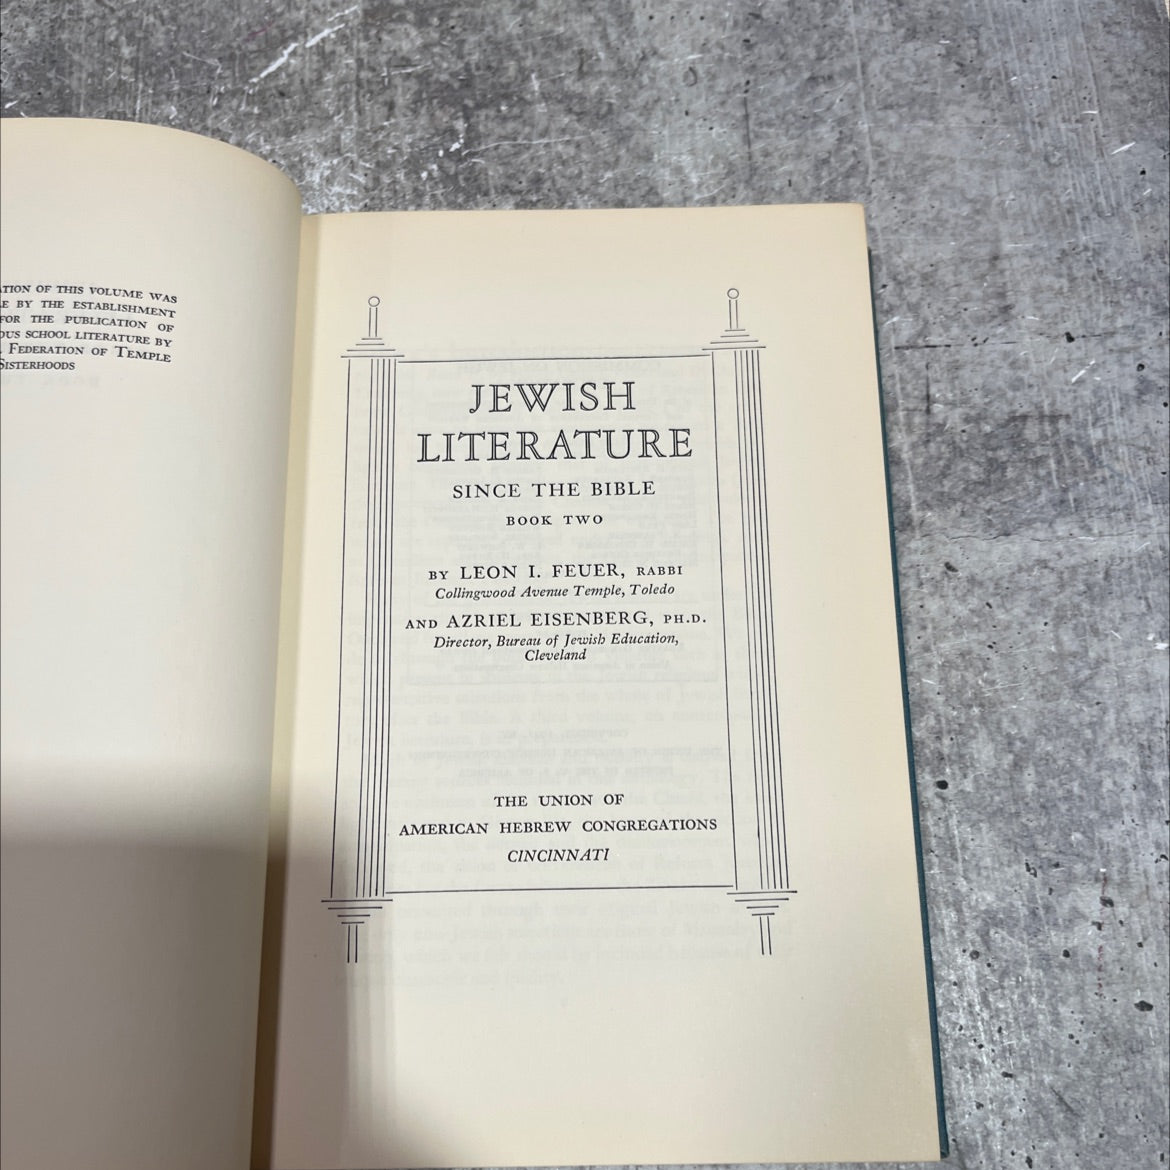 TION OF THIS VOLUME WAS
E BY THE ESTABLISHMENT
FOR THE PUBLICATION OF
OUS SCHOOL LITERATURE BY
FEDERATION OF TEMPLE
SISTERHOODS
JEWISH
LITERATURE
SINCE THE BIBLE
BOOK TWO
BY LEON I. FEUER, RABBI
Collingwood Avenue Temple, Toledo
AND AZRIEL EISENBERG, PH.D.
Director, Bureau of Jewish Education,
Cleveland
THE UNION OF
AMERICAN HEBREW CONGREGATIONS
CINCINNATI